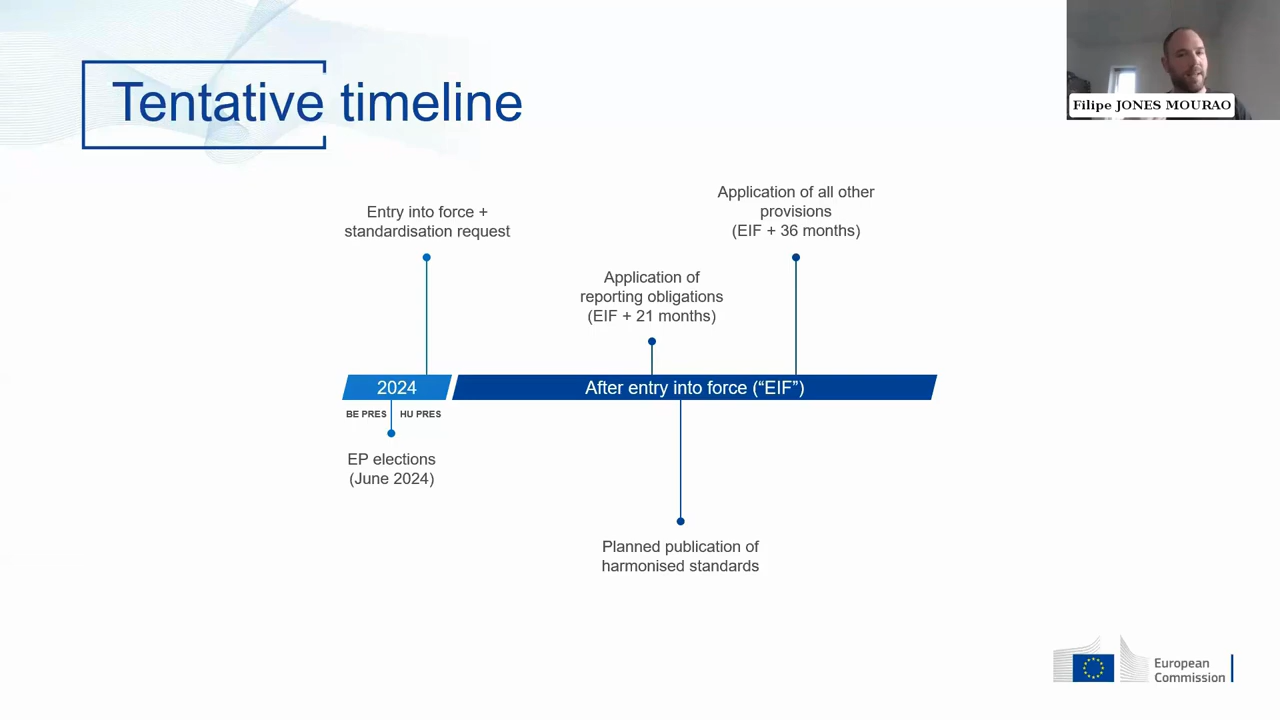 Tentative timeline
Filipe JONES MOURAO
Application of all other
provisions
(EIF + 36 months)
Entry into force +
standardisation request
Application of
reporting obligations
(EIF + 21 months)
2024
After entry into force (“EIF”)
BE PRES
HU PRES
EP elections
(June 2024)
Planned publication of
harmonised standards
European
Commission